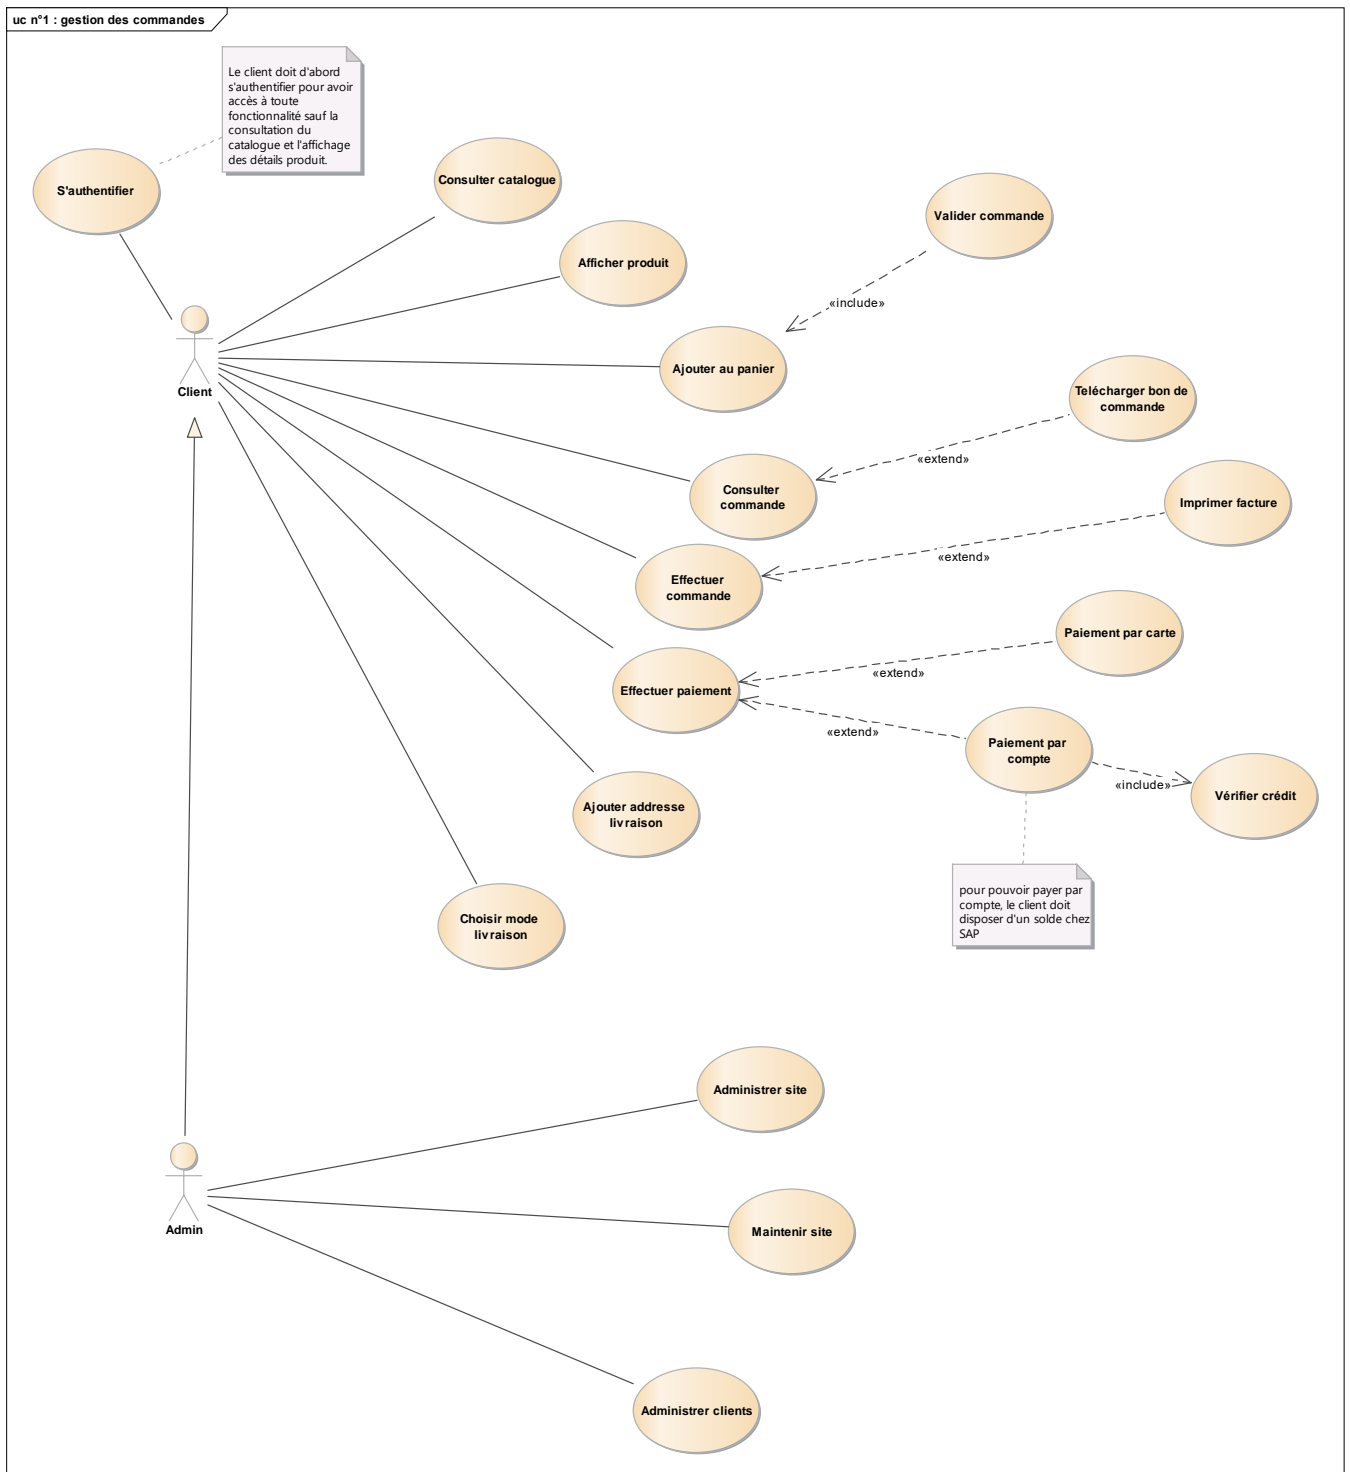 uc n°1 : gestion des commandes
Le client doit d'abord
s'authentifier pour avoir
accès à toute
fonctionnalité sauf la
consultation du
catalogue et l'affichage
des détails produit.
S'authentifier
Consulter catalogue
Valider commande
Afficher produit
«include»
Ajouter au panier
Client
Telécharger bon de
commande
«extend»
Consulter
commande
Imprimer facture
«extend»
Effectuer
commande
Paiement par carte
«extend»
Effectuer paiement
«extend»
Paiement par
compte
«include»
Vérifier crédit
Ajouter addresse
livraison
pour pouvoir payer par
compte, le client doit
disposer d'un solde chez
SAP
Choisir mode
livraison
Administrer site
Admin
Maintenir site
Administrer clients